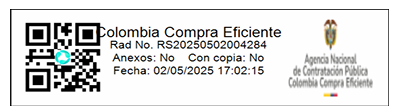 Colombia Compra Eficiente
Rad No. RS20250502004284
Anexos: No Con copia: No
Fecha: 02/05/2025 17:02:15
Agencia Nacional
de Contratación Pública
Colombia Compra Eficiente